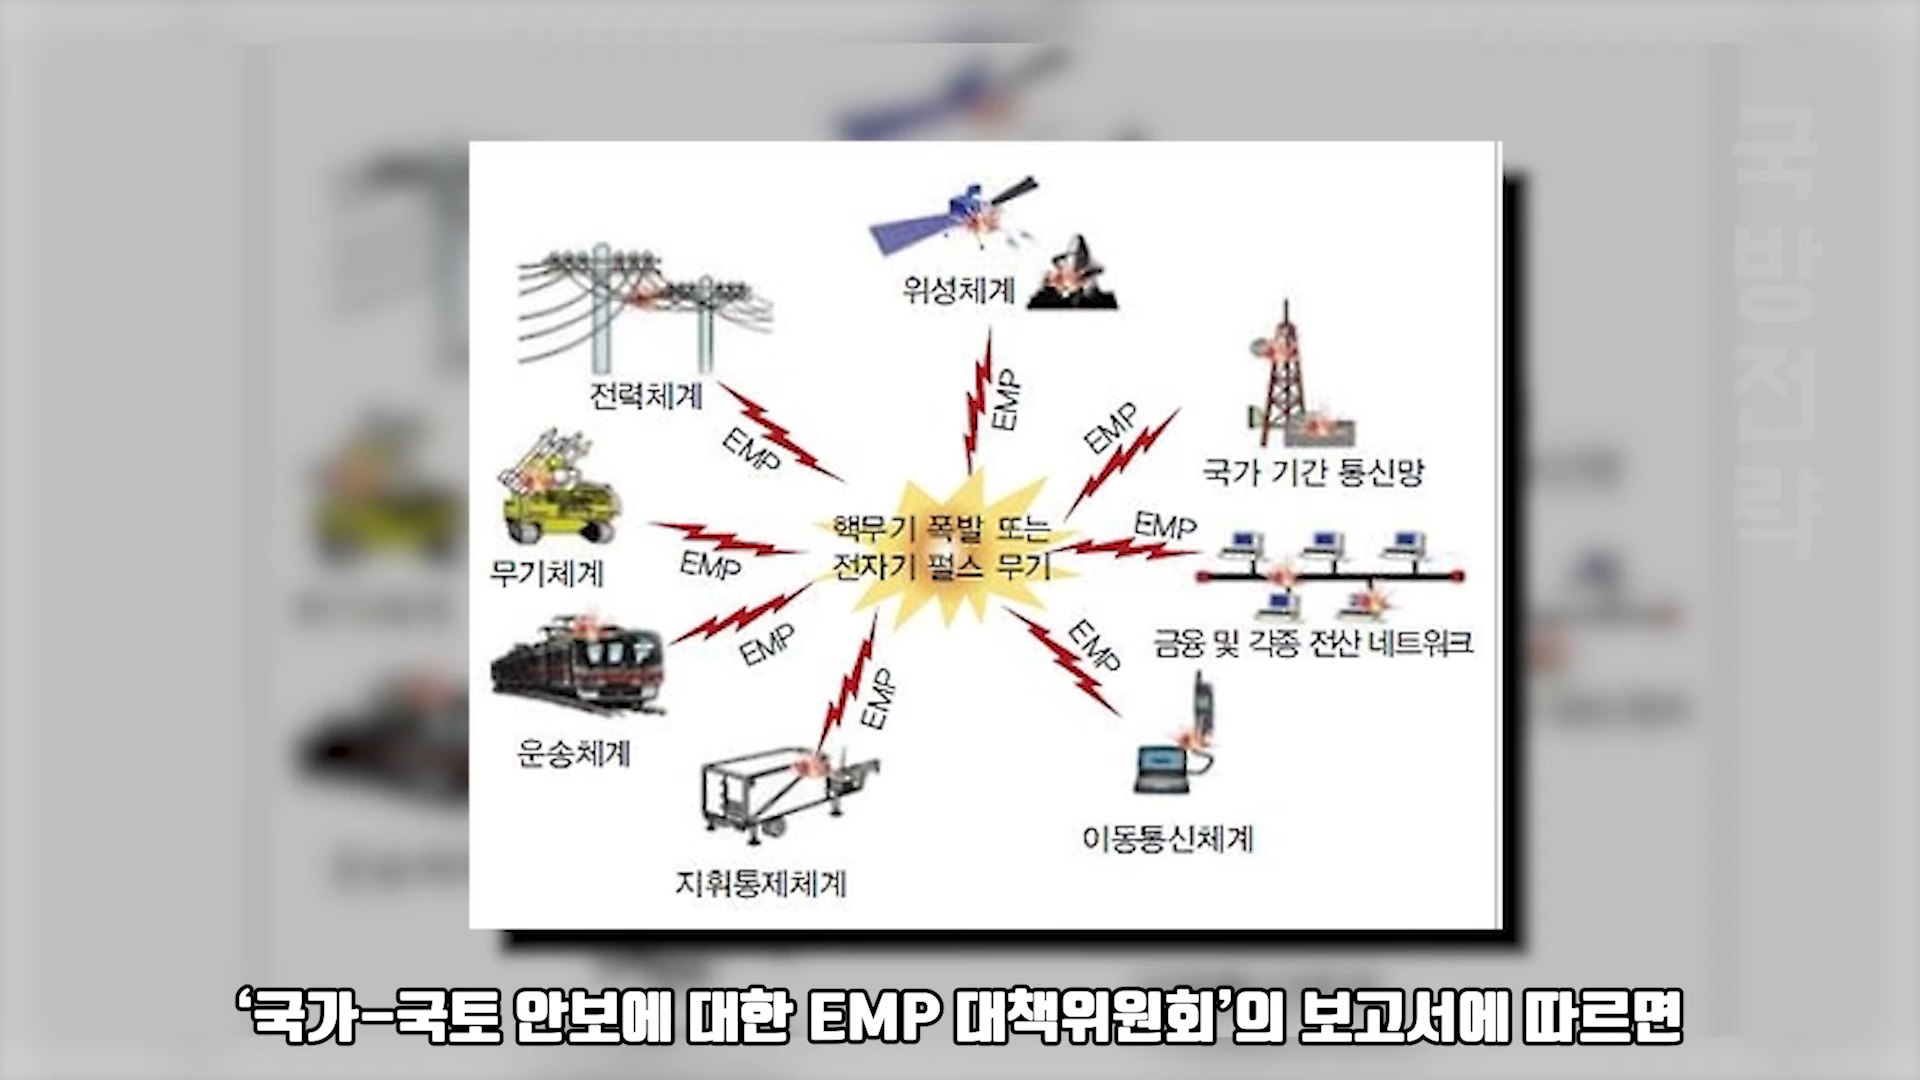 국방전략
위성체계
전력체계
EMP
EMP
EMP
국가 기간 통신망
무기체계
EMP
핵무기 폭발 또는
전자기 펄스 무기
EMP
금융 및 각종 전산 네트워크
운송체계
EMP
EMP
EMP
이동통신체계
지휘통제체계
‘국가-국토 안보에 대한 EMP 대책위원회’의 보고서에 따르면